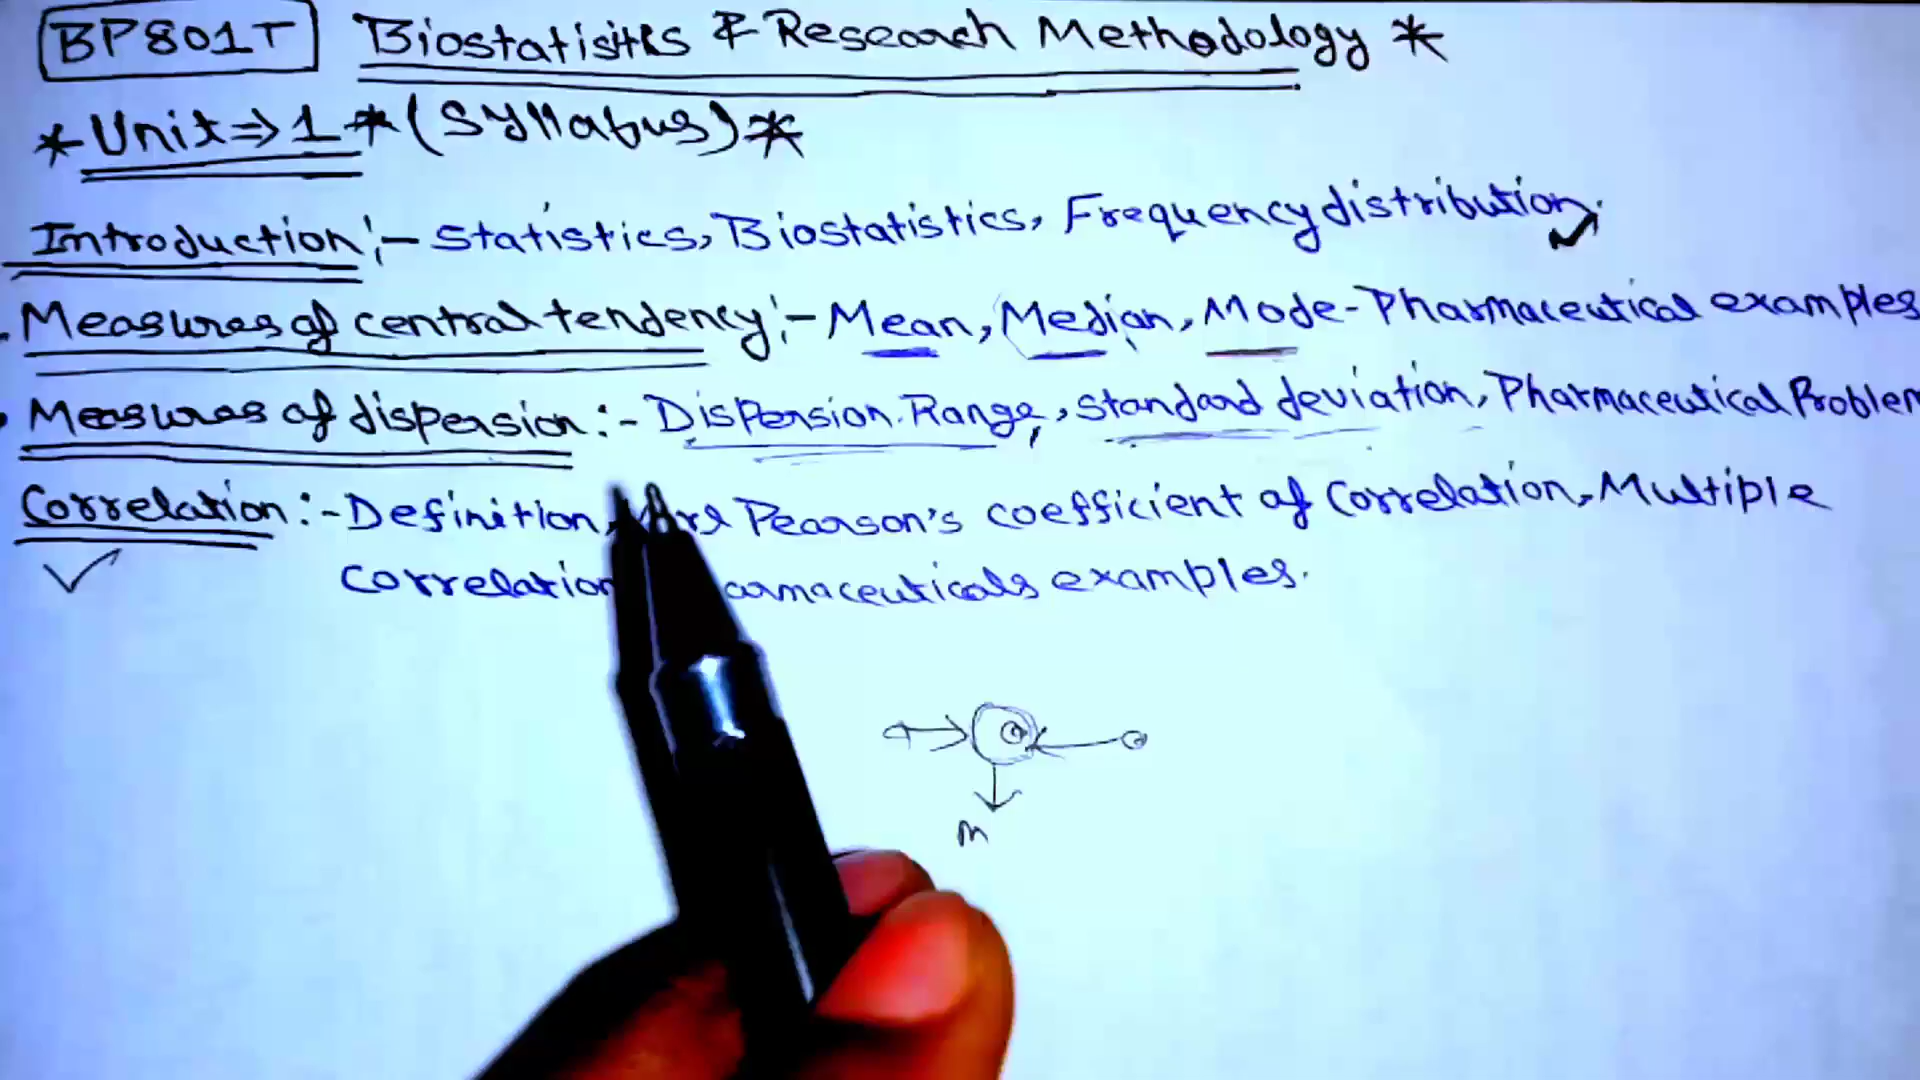 BP801T Biostatisitcs & Research Methodology *
* Unit ⇒ 1 * (Syllabus) *
Introduction :- Statistics, Biostatistics, Frequency distribution.
Measures of central tendency :- Mean, Median, Mode - Pharmaceutical examples
Measures of dispersion :- Dispersion. Range, Standard deviation, Pharmaceutical Problem
Correlation :- Definition, Pearson's coefficient of Correlation, Multiple
Correlation examples.
m